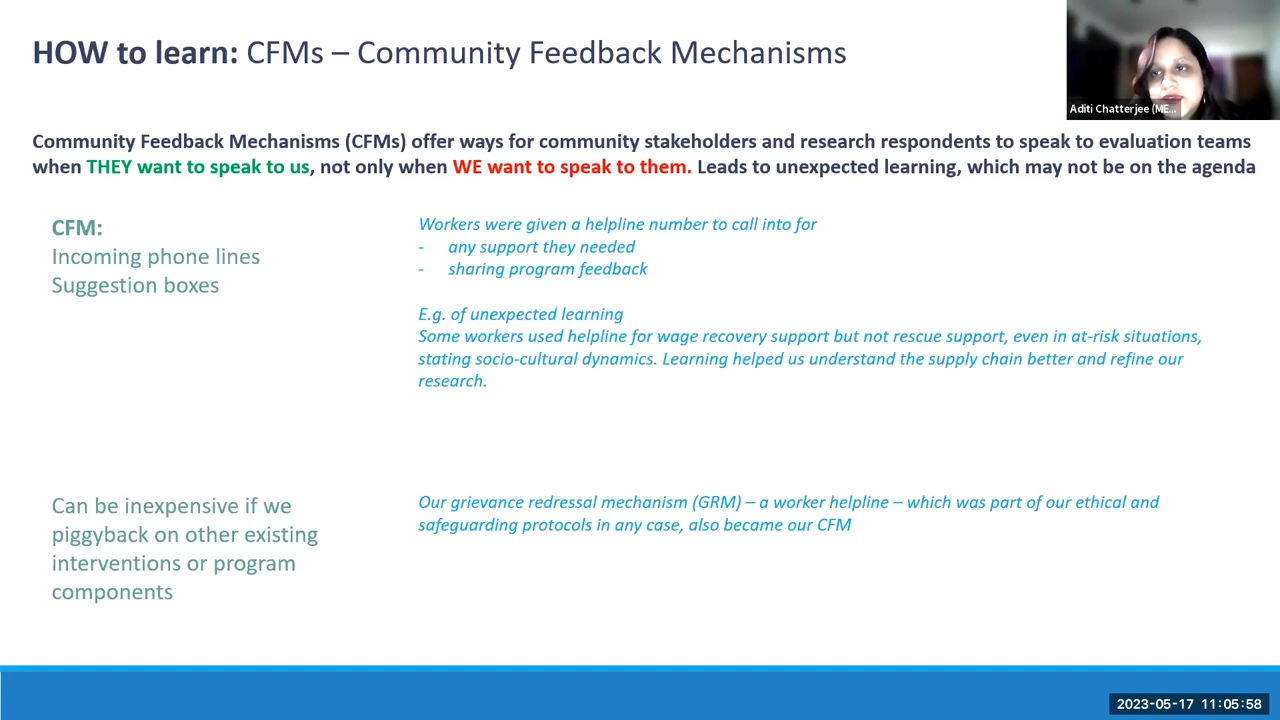 HOW to learn: CFMs – Community Feedback Mechanisms
Aditi Chatterjee (ME...
Community Feedback Mechanisms (CFMs) offer ways for community stakeholders and research respondents to speak to evaluation teams
when THEY want to speak to us, not only when WE want to speak to them. Leads to unexpected learning, which may not be on the agenda
CFM:
Incoming phone lines
Suggestion boxes
Workers were given a helpline number to call into for
- any support they needed
- sharing program feedback
E.g. of unexpected learning
Some workers used helpline for wage recovery support but not rescue support, even in at-risk situations,
stating socio-cultural dynamics. Learning helped us understand the supply chain better and refine our
research.
Can be inexpensive if we
piggyback on other existing
interventions or program
components
Our grievance redressal mechanism (GRM) – a worker helpline – which was part of our ethical and
safeguarding protocols in any case, also became our CFM
2023-05-17 11:05:58